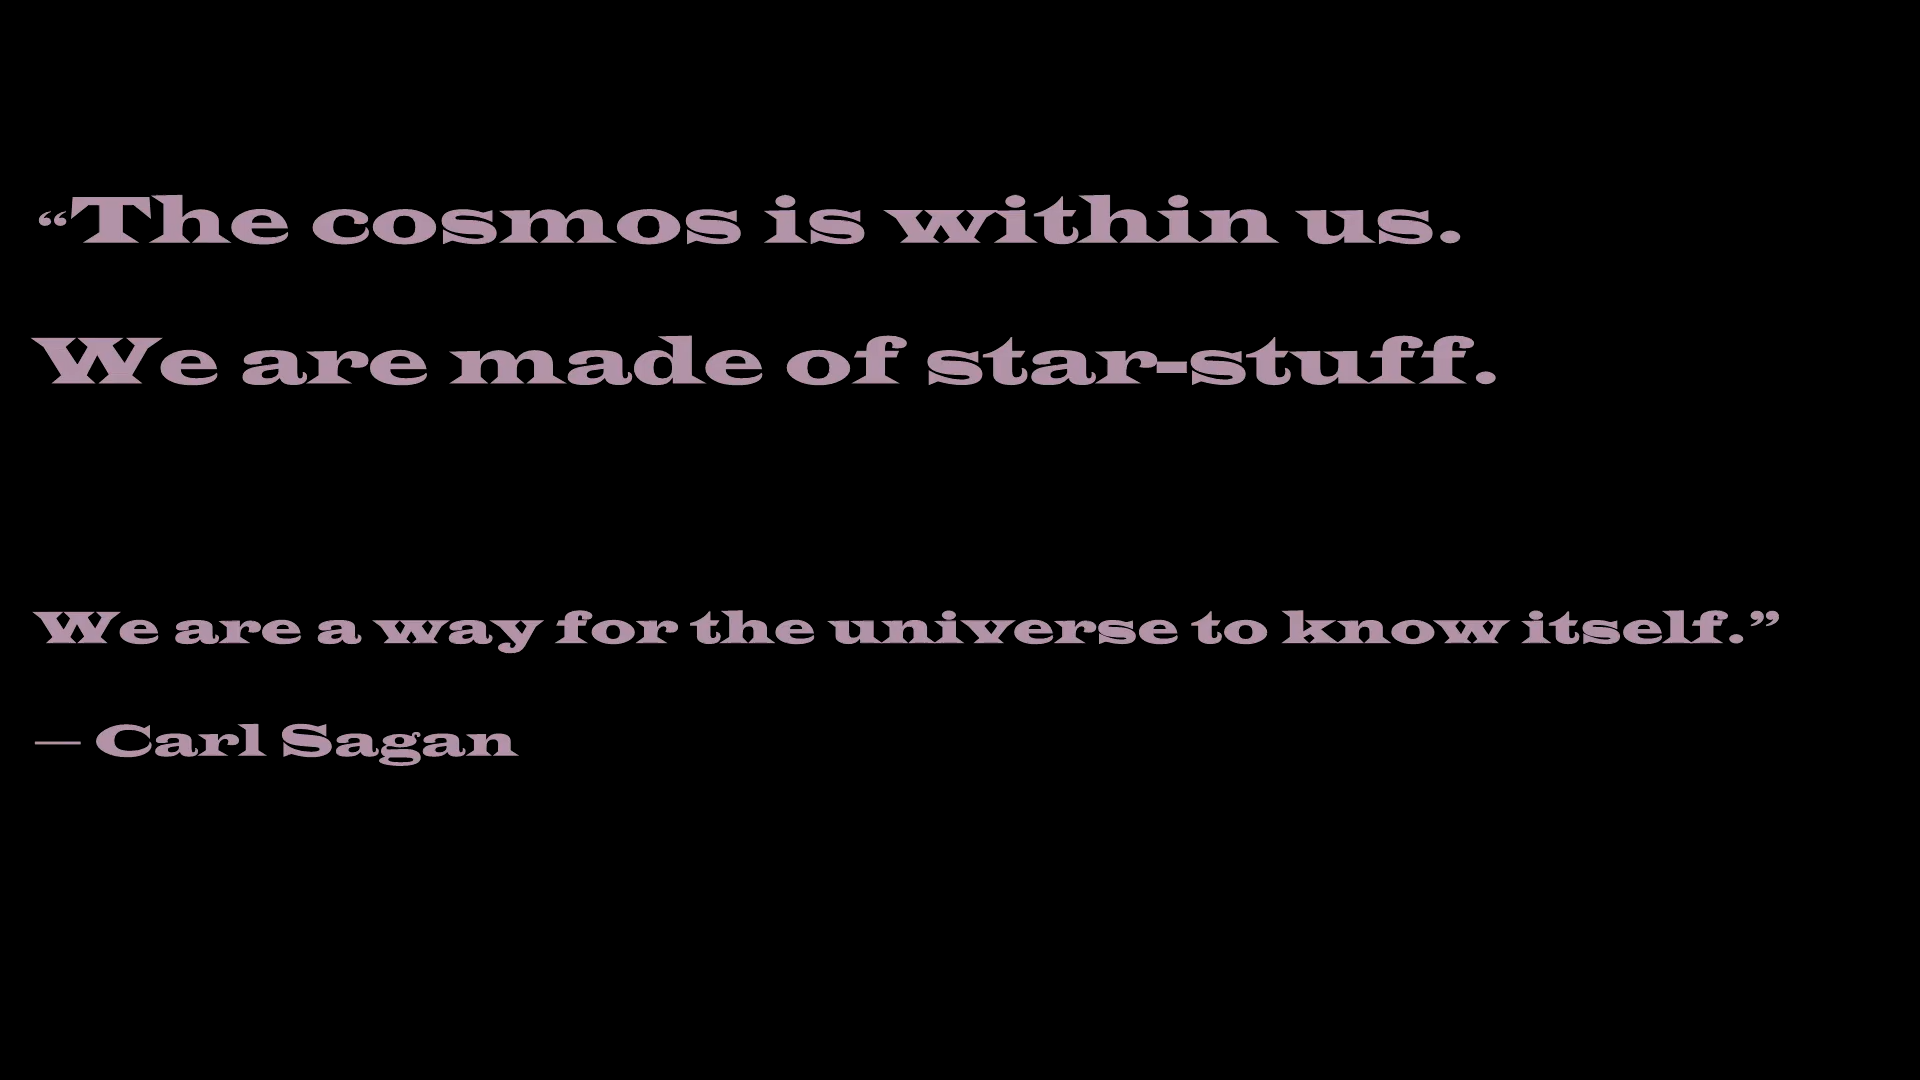 “The cosmos is within us.
We are made of star-stuff.
We are a way for the universe to know itself.”
— Carl Sagan